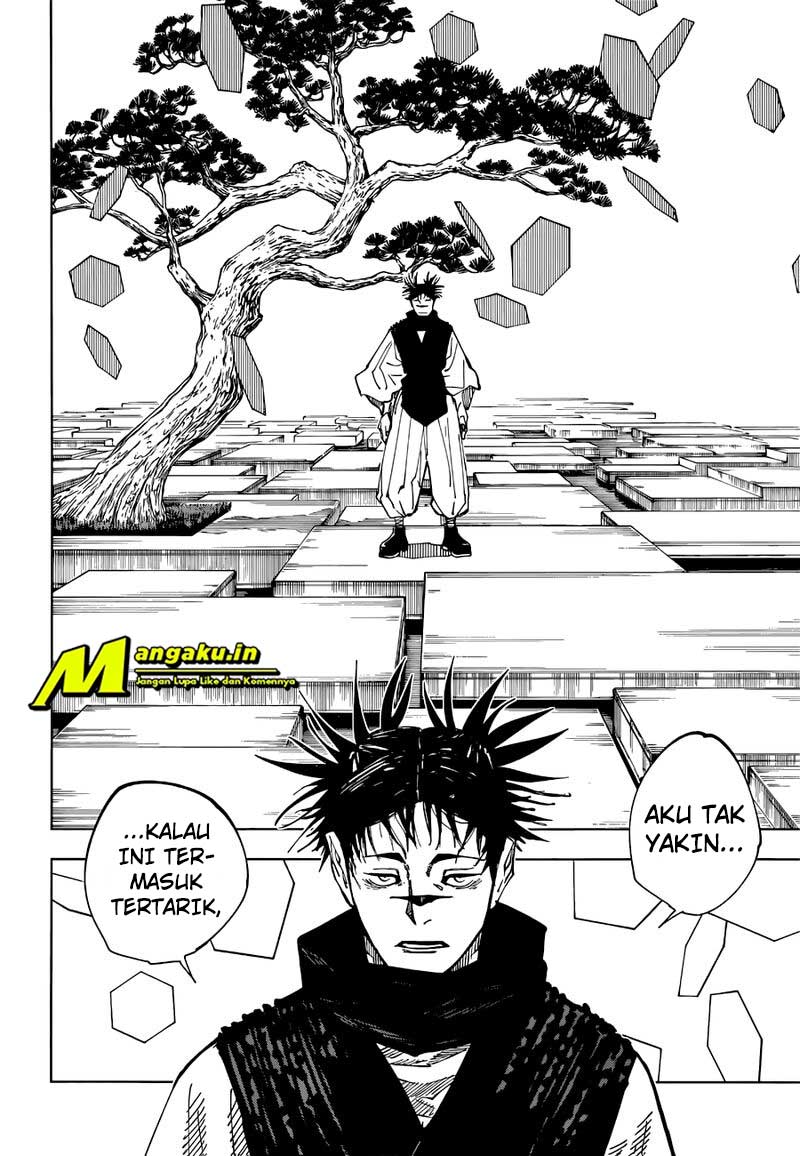 Mangaku.in
Jangan Lupa Like dan Komennya
AKU TAK
YAKIN...
...KALAU
INI TER-
MASUK
TERTARIK,